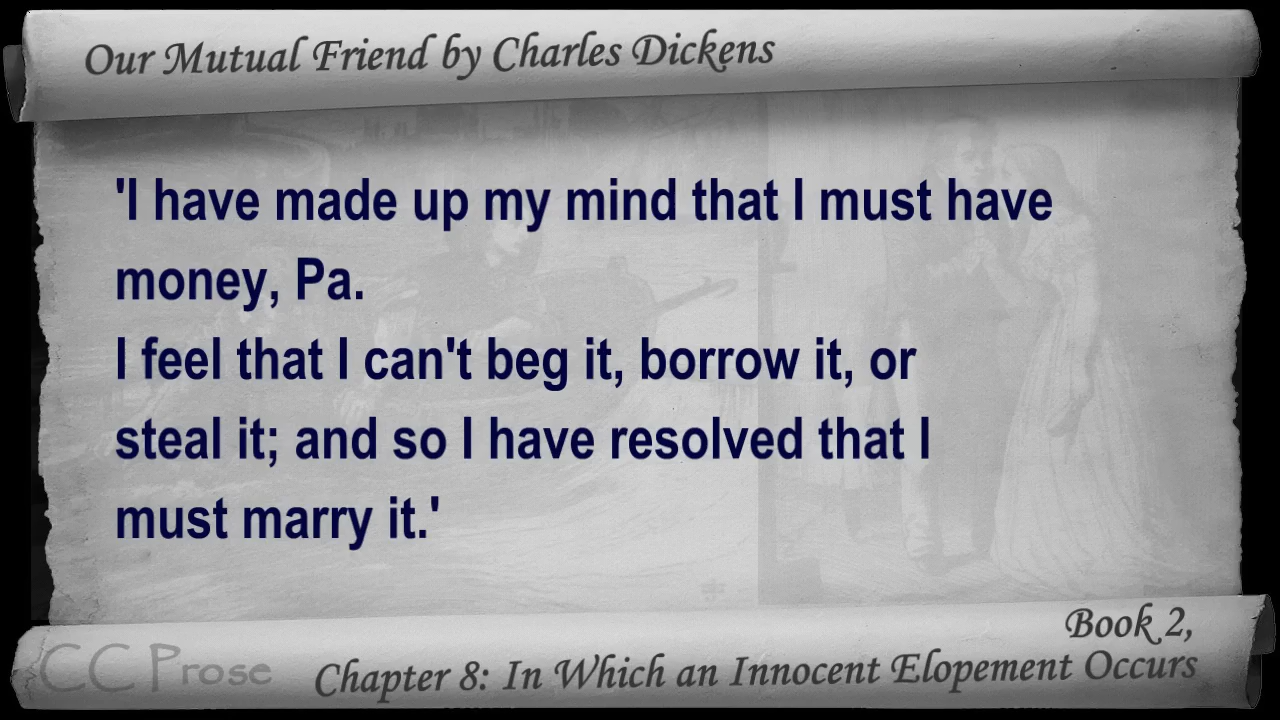 Our Mutual Friend by Charles Dickens
'I have made up my mind that I must have
money, Pa.
I feel that I can't beg it, borrow it, or
steal it; and so I have resolved that I
must marry it.'
Book 2,
CC Prose
Chapter 8: In Which an Innocent Elopement Occurs